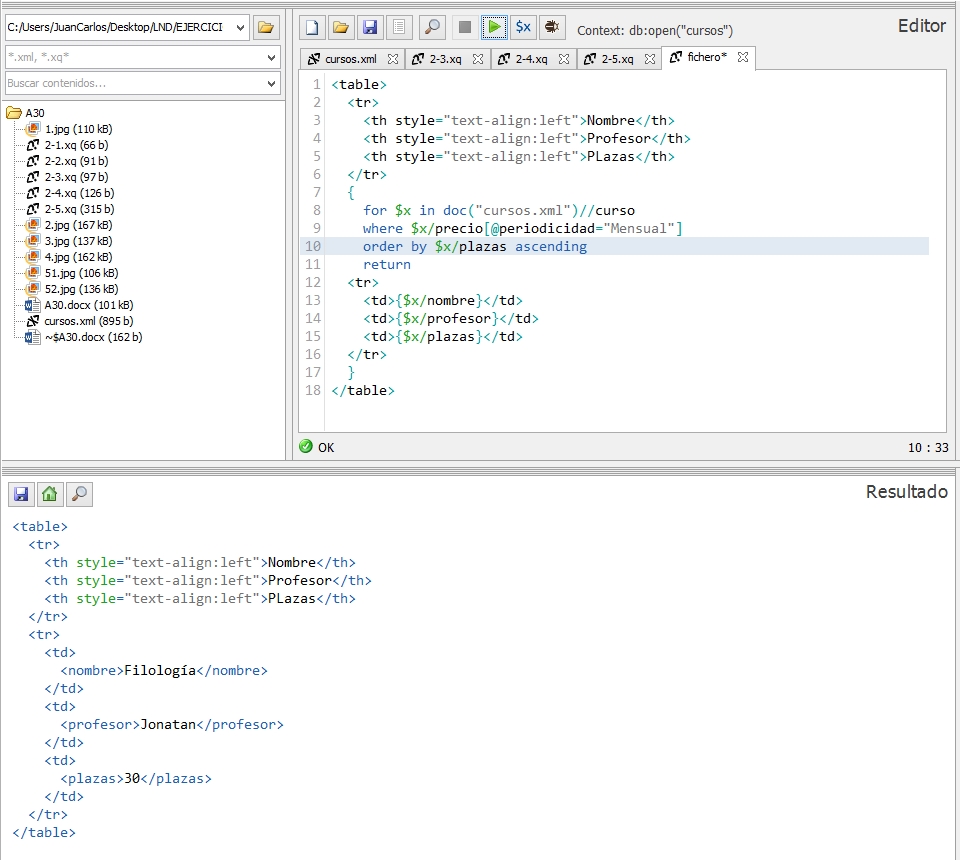 C:/Users/JuanCarlos/Desktop/LND/EJERCICI
*.xml, *.xq*
Buscar contenidos...
A30
1.jpg (110 kB)
2-1.xq (66 b)
2-2.xq (91 b)
2-3.xq (97 b)
2-4.xq (126 b)
2-5.xq (315 b)
2.jpg (167 kB)
3.jpg (137 kB)
4.jpg (162 kB)
51.jpg (106 kB)
52.jpg (136 kB)
A30.docx (101 kB)
cursos.xml (895 b)
~$A30.docx (162 b)
$x Context: db:open("cursos") Editor
cursos.xml 2-3.xq 2-4.xq 2-5.xq fichero*
1 <table>
2 <tr>
3 <th style="text-align:left">Nombre</th>
4 <th style="text-align:left">Profesor</th>
5 <th style="text-align:left">PLazas</th>
6 </tr>
7 {
8 for $x in doc("cursos.xml")//curso
9 where $x/precio[@periodicidad="Mensual"]
10 order by $x/plazas ascending
11 return
12 <tr>
13 <td>{$x/nombre}</td>
14 <td>{$x/profesor}</td>
15 <td>{$x/plazas}</td>
16 </tr>
17 }
18 </table>
OK 10 : 33
Resultado
<table>
<tr>
<th style="text-align:left">Nombre</th>
<th style="text-align:left">Profesor</th>
<th style="text-align:left">PLazas</th>
</tr>
<tr>
<td>
<nombre>Filología</nombre>
</td>
<td>
<profesor>Jonatan</profesor>
</td>
<td>
<plazas>30</plazas>
</td>
</tr>
</table>